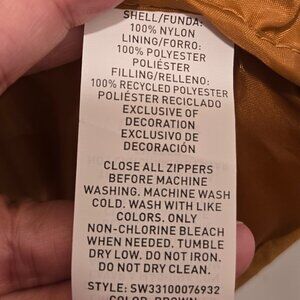 SHELL/FUNDA:
100% NYLON
LINING/FORRO:
100% POLYESTER
POLIÉSTER
FILLING/RELLENO:
100% RECYCLED POLYESTER
POLIÉSTER RECICLADO
EXCLUSIVE OF
DECORATION
EXCLUSIVO DE
DECORACIÓN
CLOSE ALL ZIPPERS
BEFORE MACHINE
WASHING. MACHINE WASH
COLD. WASH WITH LIKE
COLORS. ONLY
NON-CHLORINE BLEACH
WHEN NEEDED. TUMBLE
DRY LOW. DO NOT IRON.
DO NOT DRY CLEAN.
STYLE: SW33100076932
COLOR: BROWN